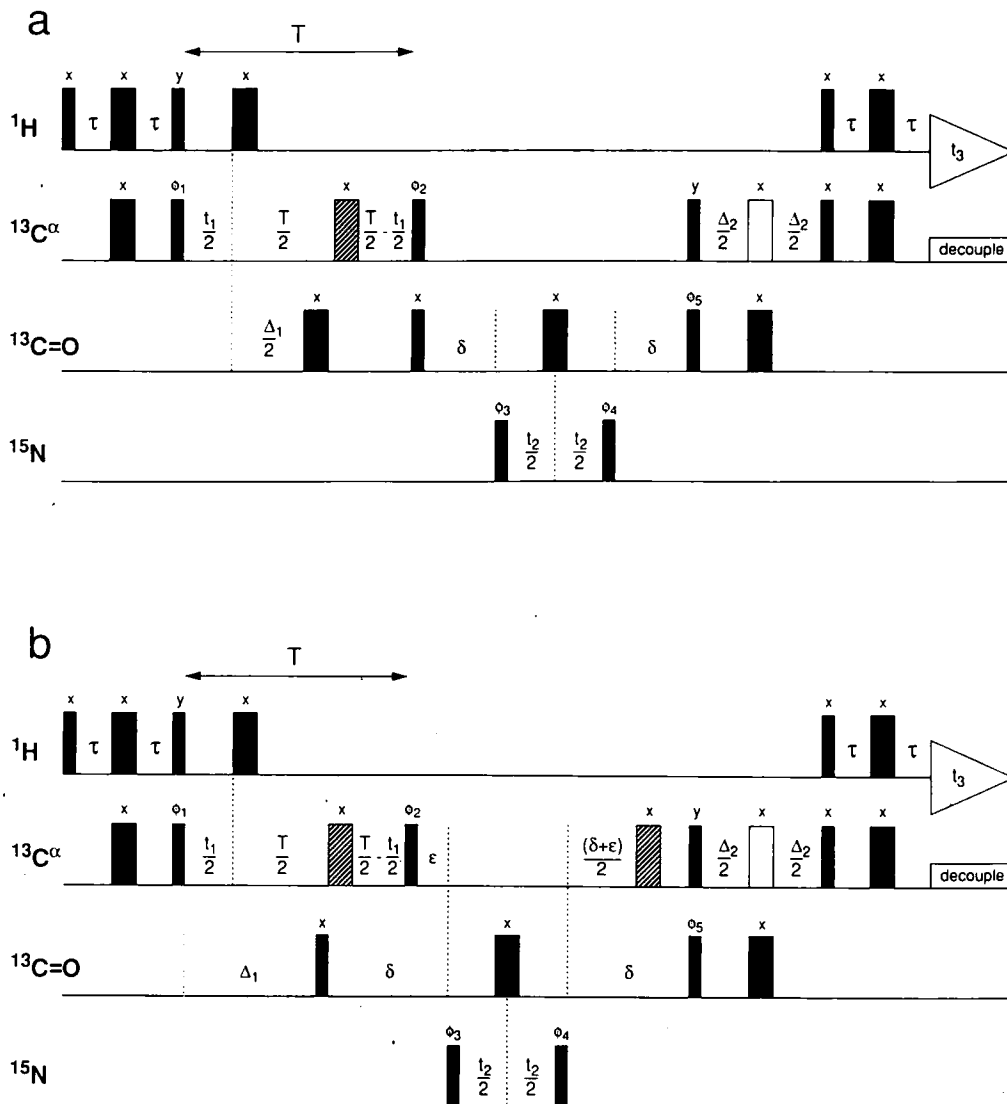 a
T
x x y x x x
¹H τ τ τ τ t₃
x ϕ₁ x ϕ₂ y x x x
¹³Cᵅ t₁/2 T/2 T/2 - t₁/2 Δ₂/2 Δ₂/2 decouple
x x x ϕ₅ x
¹³C=O Δ₁/2 δ δ
ϕ₃ ϕ₄
¹⁵N t₂/2 t₂/2
b
T
x x y x x x
¹H τ τ τ τ t₃
x ϕ₁ x ϕ₂ x y x x x
¹³Cᵅ t₁/2 T/2 T/2 - t₁/2 ε (δ+ε)/2 Δ₂/2 Δ₂/2 decouple
x x ϕ₅ x
¹³C=O Δ₁ δ δ
ϕ₃ ϕ₄
¹⁵N t₂/2 t₂/2